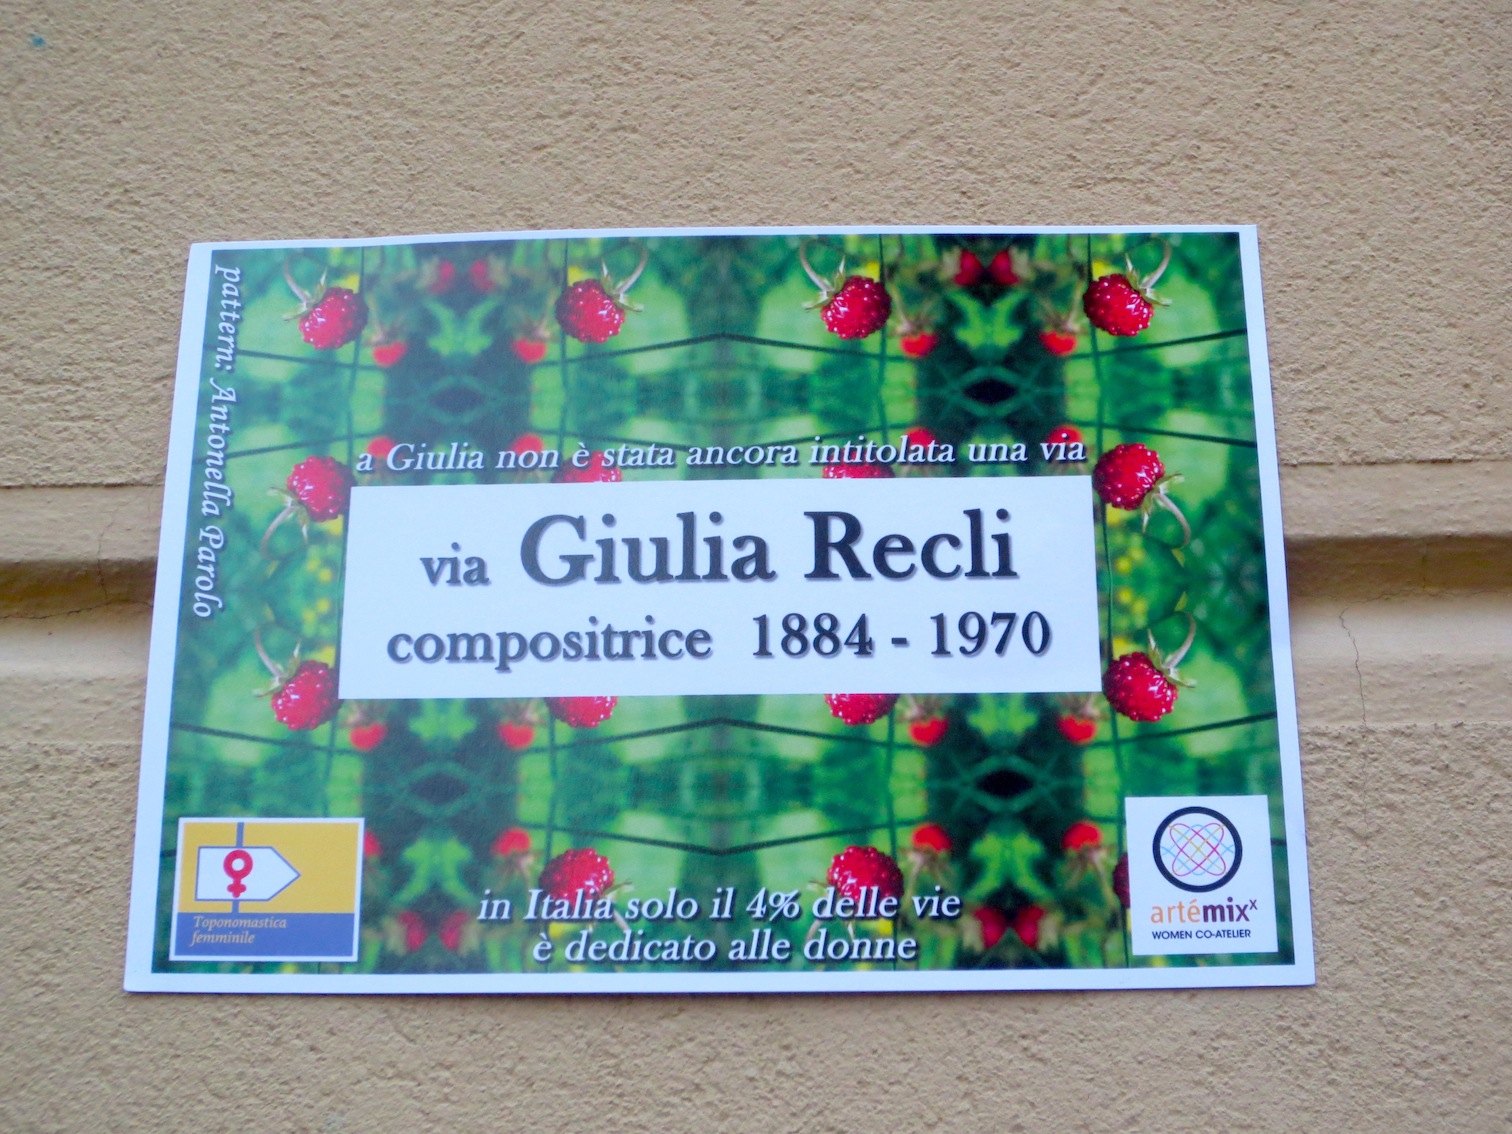 pattern: Antonella Parolo
a Giulia non è stata ancora intitolata una via
via Giulia Recli
compositrice 1884 - 1970
in Italia solo il 4% delle vie
è dedicato alle donne
Toponomastica
femminile
artémixx
WOMEN CO-ATELIER